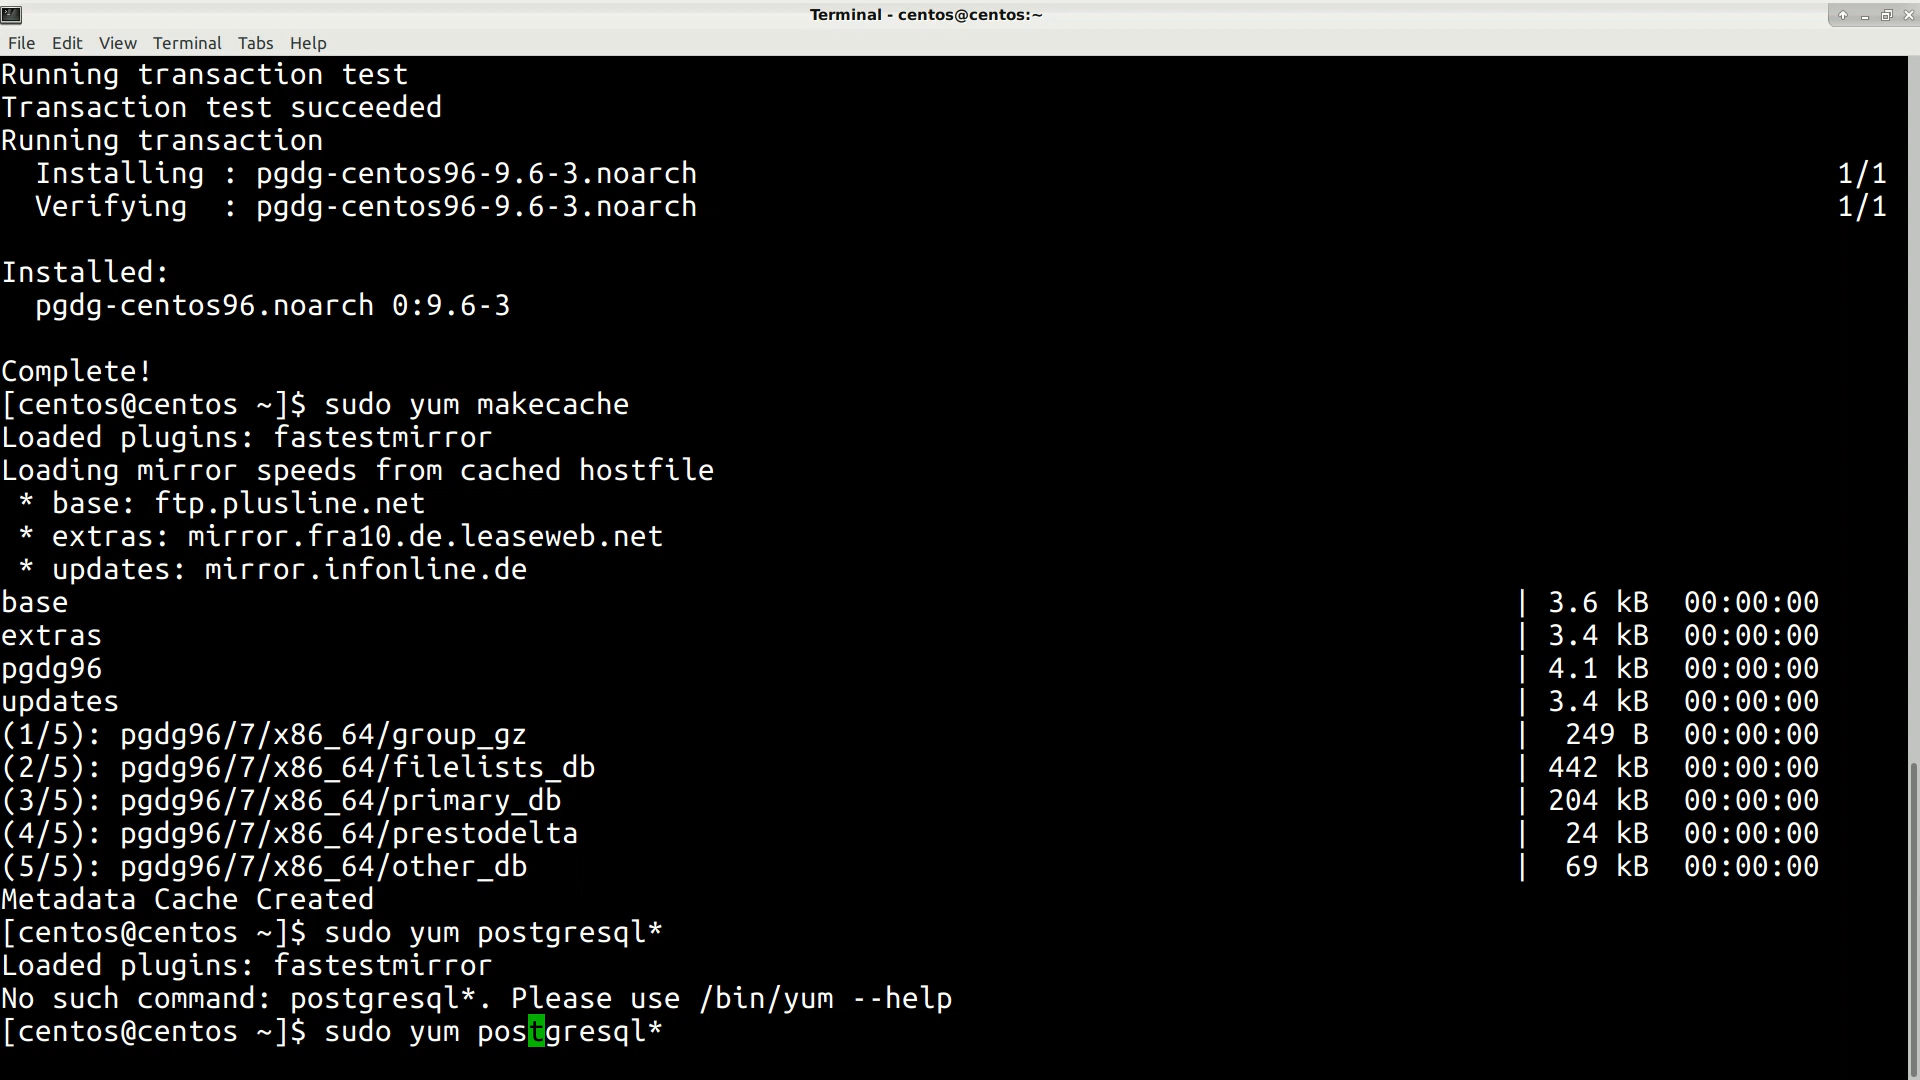 Terminal - centos@centos:~
File Edit View Terminal Tabs Help
Running transaction test
Transaction test succeeded
Running transaction
  Installing : pgdg-centos96-9.6-3.noarch 1/1
  Verifying  : pgdg-centos96-9.6-3.noarch 1/1
Installed:
  pgdg-centos96.noarch 0:9.6-3
Complete!
[centos@centos ~]$ sudo yum makecache
Loaded plugins: fastestmirror
Loading mirror speeds from cached hostfile
 * base: ftp.plusline.net
 * extras: mirror.fra10.de.leaseweb.net
 * updates: mirror.infonline.de
base | 3.6 kB 00:00:00
extras | 3.4 kB 00:00:00
pgdg96 | 4.1 kB 00:00:00
updates | 3.4 kB 00:00:00
(1/5): pgdg96/7/x86_64/group_gz | 249 B 00:00:00
(2/5): pgdg96/7/x86_64/filelists_db | 442 kB 00:00:00
(3/5): pgdg96/7/x86_64/primary_db | 204 kB 00:00:00
(4/5): pgdg96/7/x86_64/prestodelta | 24 kB 00:00:00
(5/5): pgdg96/7/x86_64/other_db | 69 kB 00:00:00
Metadata Cache Created
[centos@centos ~]$ sudo yum postgresql*
Loaded plugins: fastestmirror
No such command: postgresql*. Please use /bin/yum --help
[centos@centos ~]$ sudo yum postgresql*